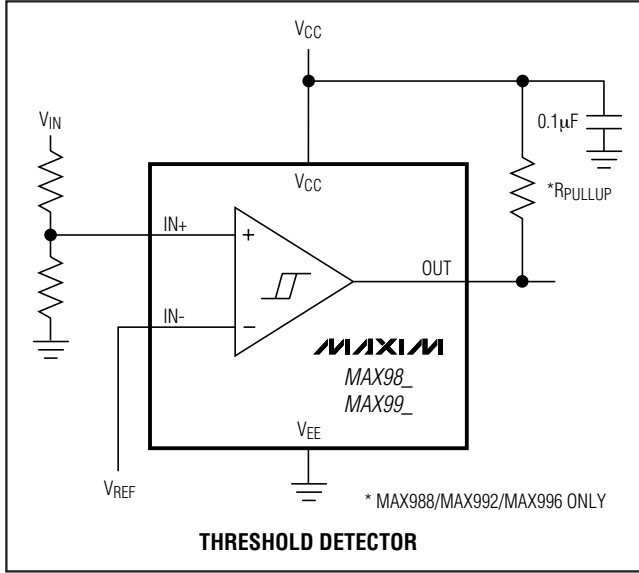 VCC
VIN
0.1μF
VCC
*RPULLUP
IN+
+
OUT
IN-
−
MAXIM
MAX98_
MAX99_
VEE
VREF
* MAX988/MAX992/MAX996 ONLY
THRESHOLD DETECTOR